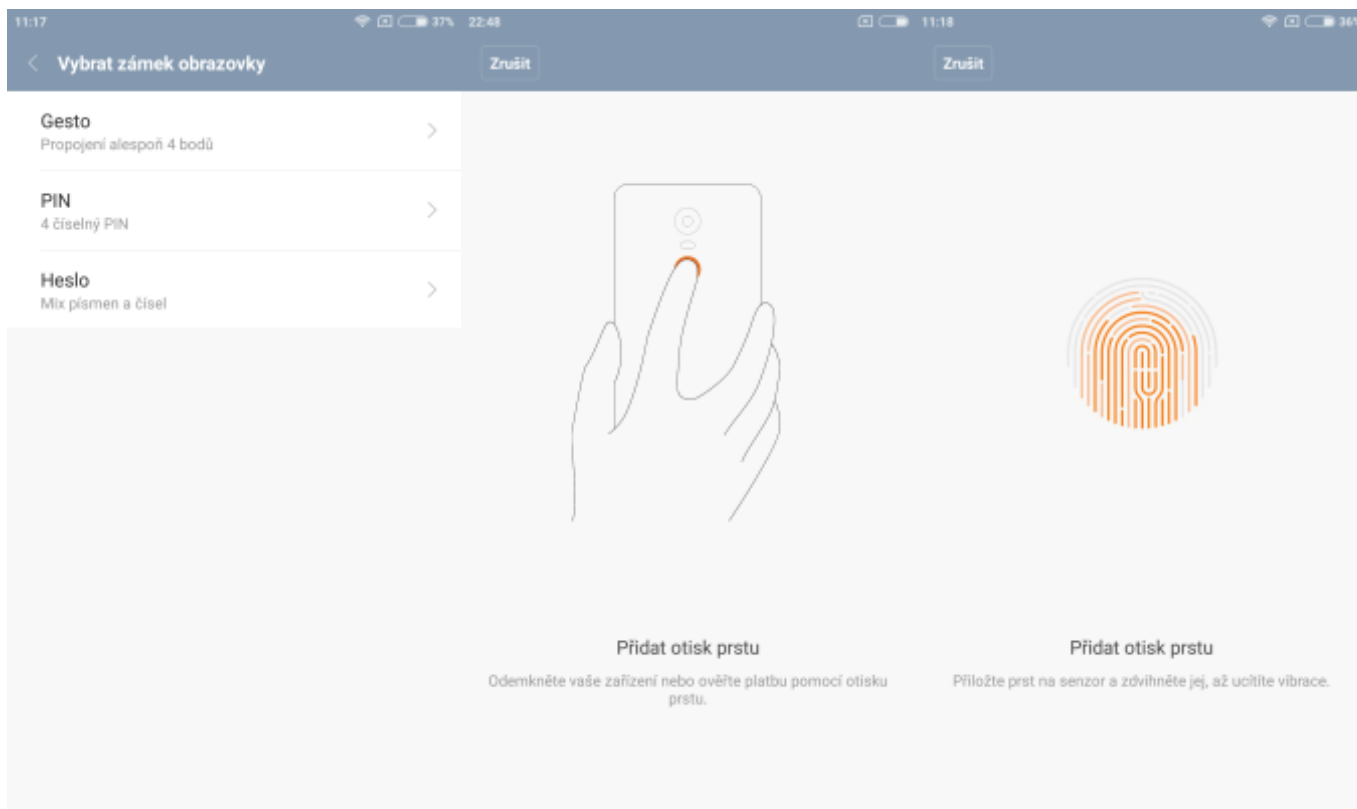 11:17
37%
Vybrat zámek obrazovky
Gesto
Propojení alespoň 4 bodů
PIN
4 číselný PIN
Heslo
Mix písmen a čísel
22:48
Zrušit
Přidat otisk prstu
Odemkněte vaše zařízení nebo ověřte platbu pomocí otisku
prstu.
11:18
36%
Zrušit
Přidat otisk prstu
Přiložte prst na senzor a zdvihněte jej, až ucítíte vibrace.